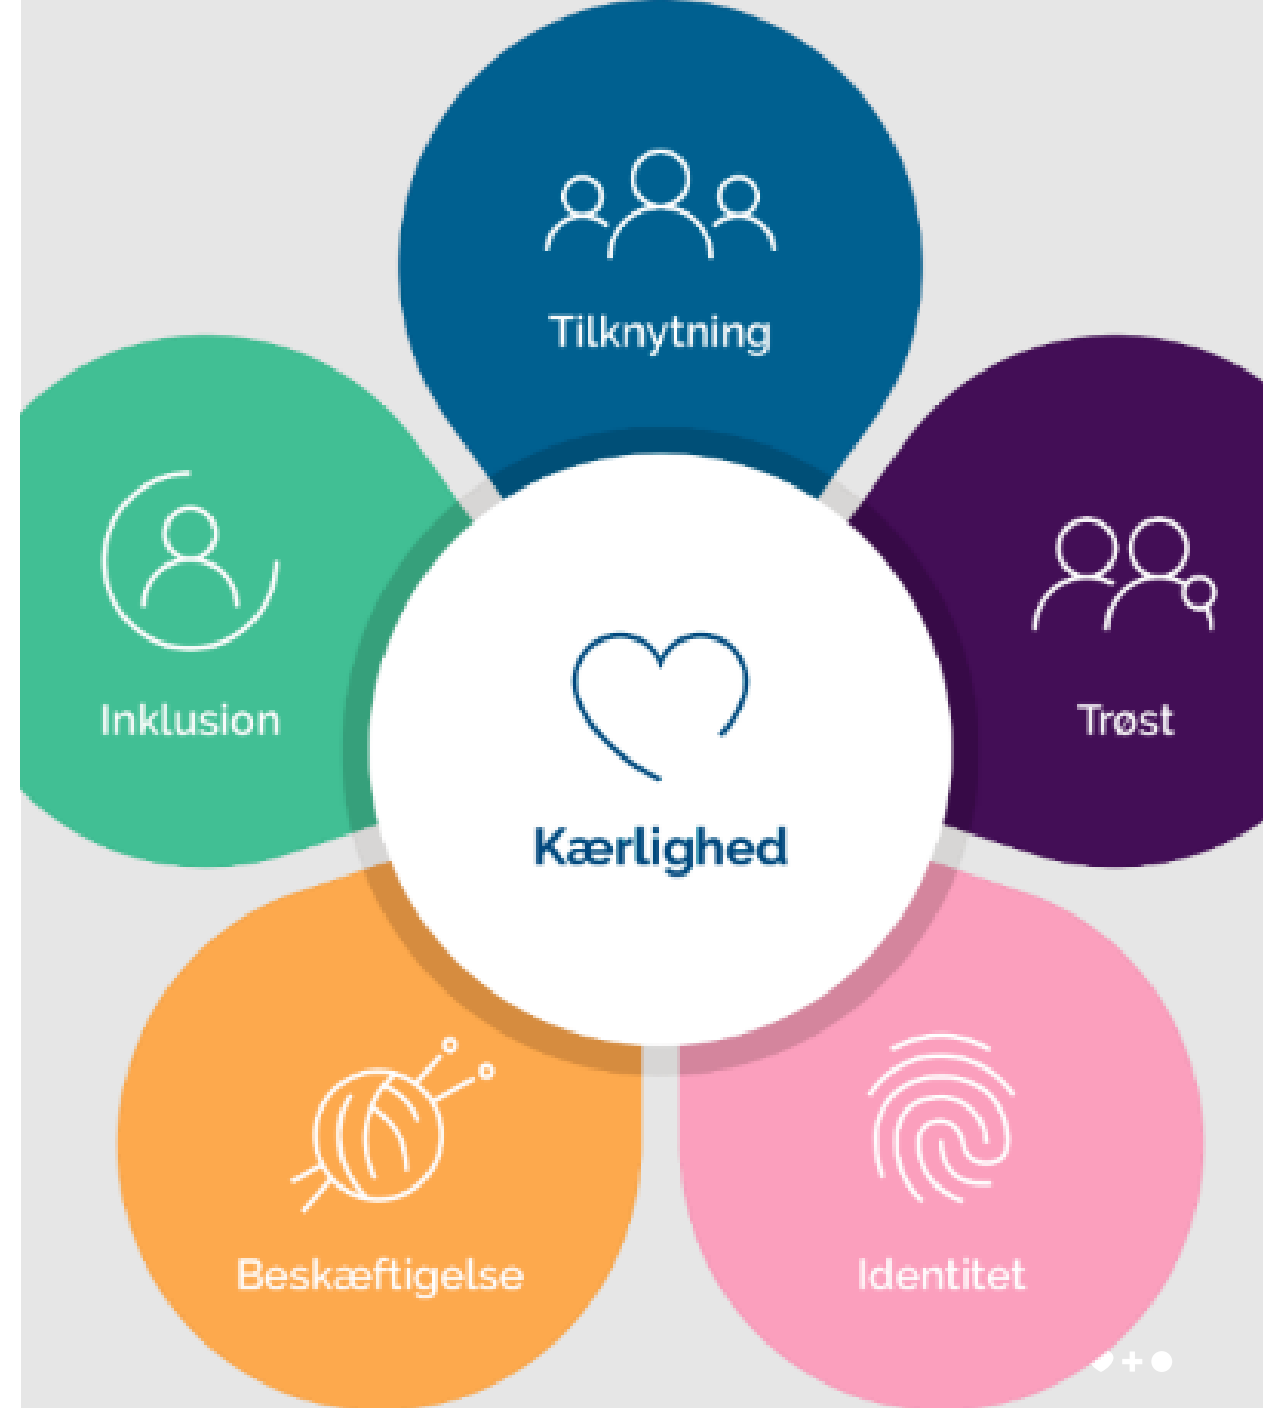 Tilknytning
Trøst
Inklusion
Kærlighed
Beskæftigelse
Identitet